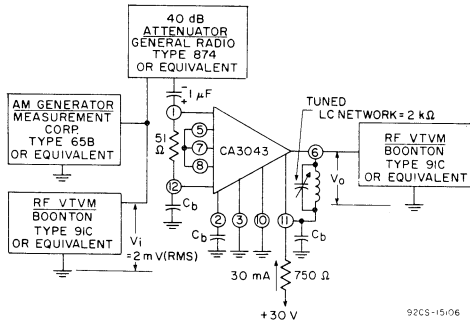 40 dB
ATTENUATOR
GENERAL RADIO
TYPE 874
OR EQUIVALENT
AM GENERATOR
MEASUREMENT
CORP.
TYPE 65B
OR EQUIVALENT
RF VTVM
BOONTON
TYPE 91C
OR EQUIVALENT
Vi
=2 mV(RMS)
- 1 µF
+
1
51
Ω
12
Cb
5
7
8
CA3043
2
3
10
11
6
Cb
TUNED
LC NETWORK = 2 kΩ
Vo
Cb
RF VTVM
BOONTON
TYPE 91C
OR EQUIVALENT
30 mA
750 Ω
+30 V
92CS-15106